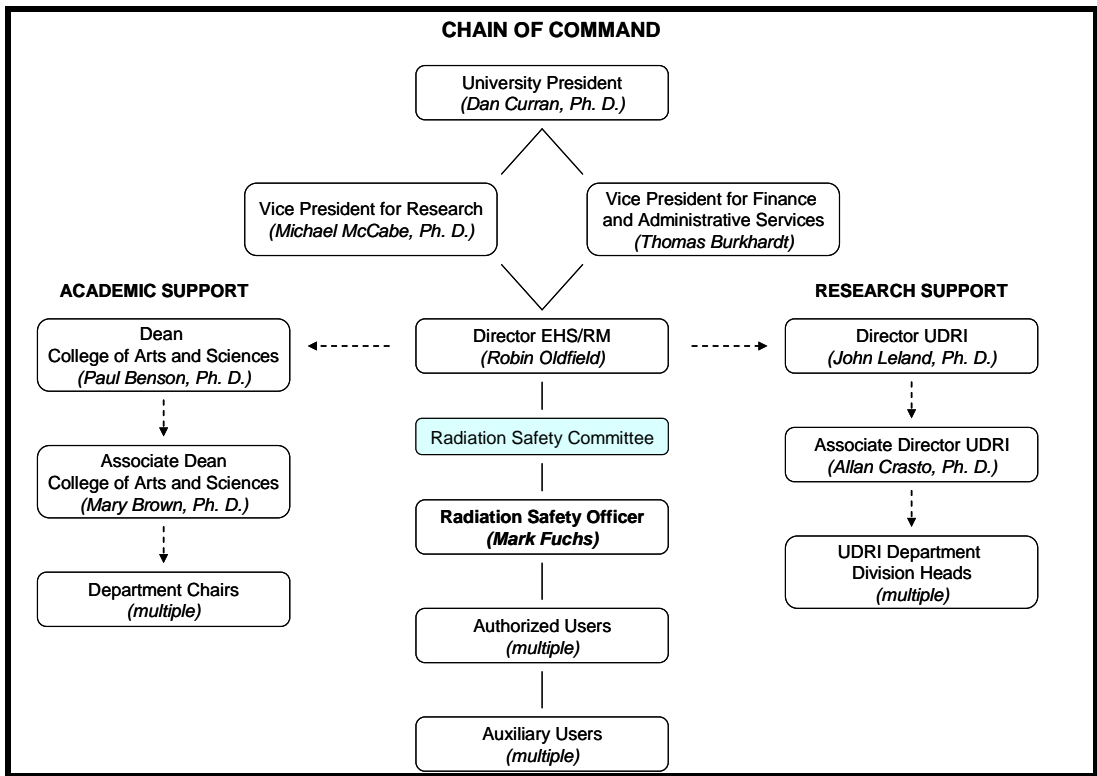 CHAIN OF COMMAND
University President
(Dan Curran, Ph. D.)
Vice President for Research
(Michael McCabe, Ph. D.)
Vice President for Finance
and Administrative Services
(Thomas Burkhardt)
ACADEMIC SUPPORT
RESEARCH SUPPORT
Dean
College of Arts and Sciences
(Paul Benson, Ph. D.)
Director EHS/RM
(Robin Oldfield)
Director UDRI
(John Leland, Ph. D.)
Radiation Safety Committee
Associate Director UDRI
(Allan Crasto, Ph. D.)
Associate Dean
College of Arts and Sciences
(Mary Brown, Ph. D.)
Radiation Safety Officer
(Mark Fuchs)
UDRI Department
Division Heads
(multiple)
Department Chairs
(multiple)
Authorized Users
(multiple)
Auxiliary Users
(multiple)